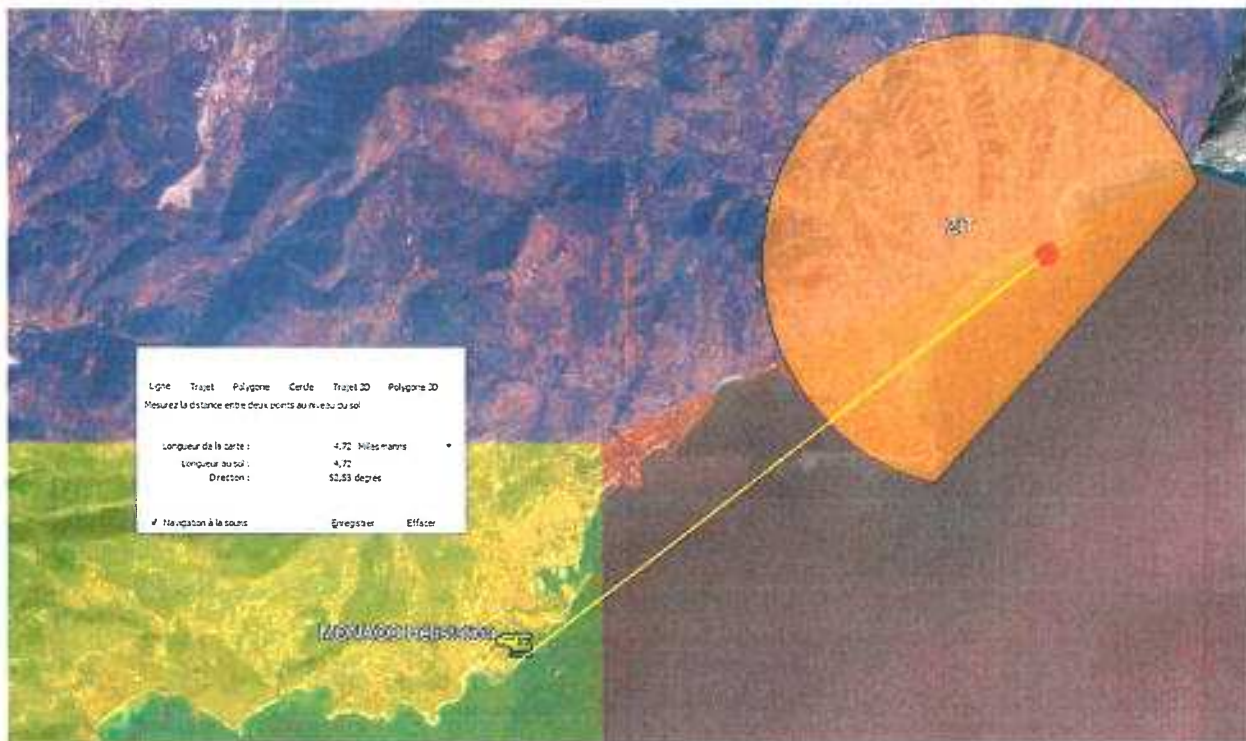 ZIT
Ligne Trajet Polygone Cercle Trajet 3D Polygone 3D
Mesurez la distance entre deux points au niveau du sol
Longueur de la carte : 4,72 Milles marins
Longueur au sol : 4,72
Direction : 52,53 degrés
✓ Navigation à la souris Enregistrer Effacer
MONACO Hélistation